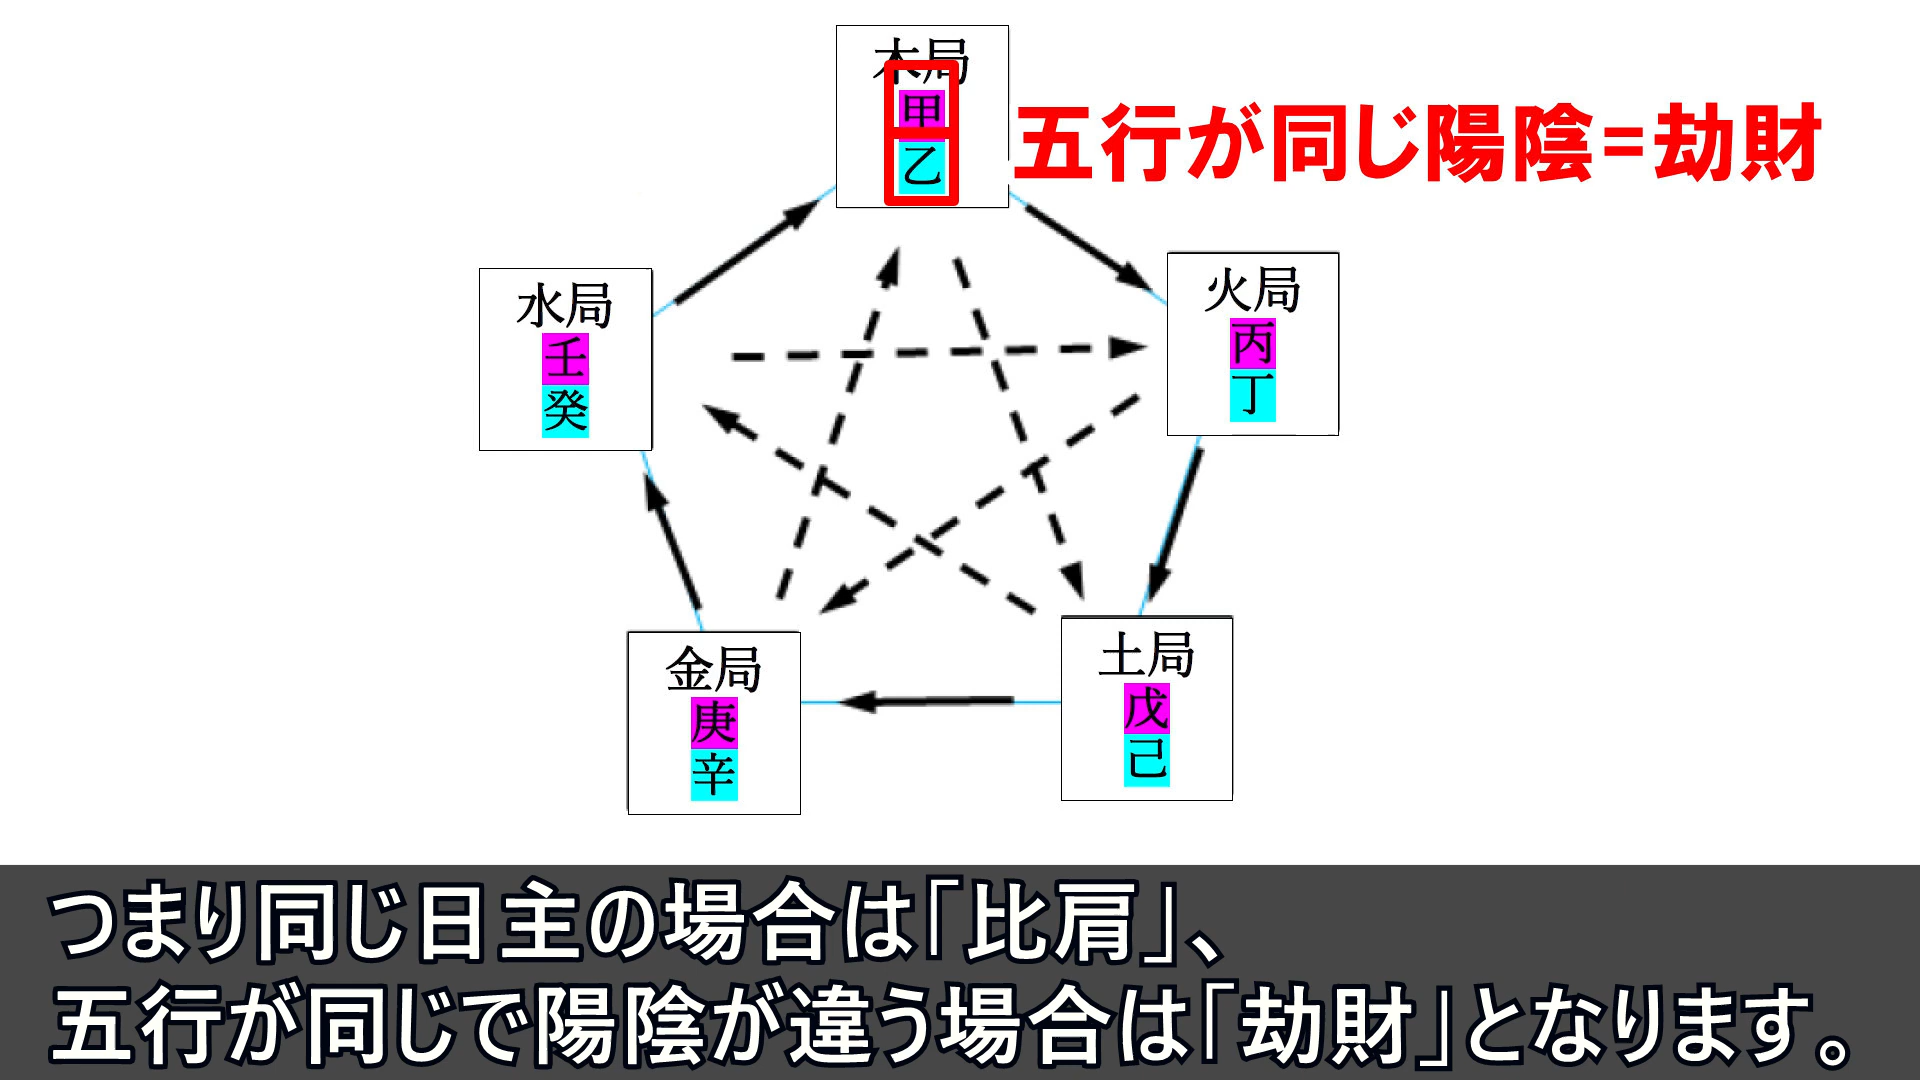 木局
甲
乙
五行が同じ陽陰=劫財
水局
壬
癸
火局
丙
丁
金局
庚
辛
土局
戊
己
つまり同じ日主の場合は「比肩」、
五行が同じで陽陰が違う場合は「劫財」となります。